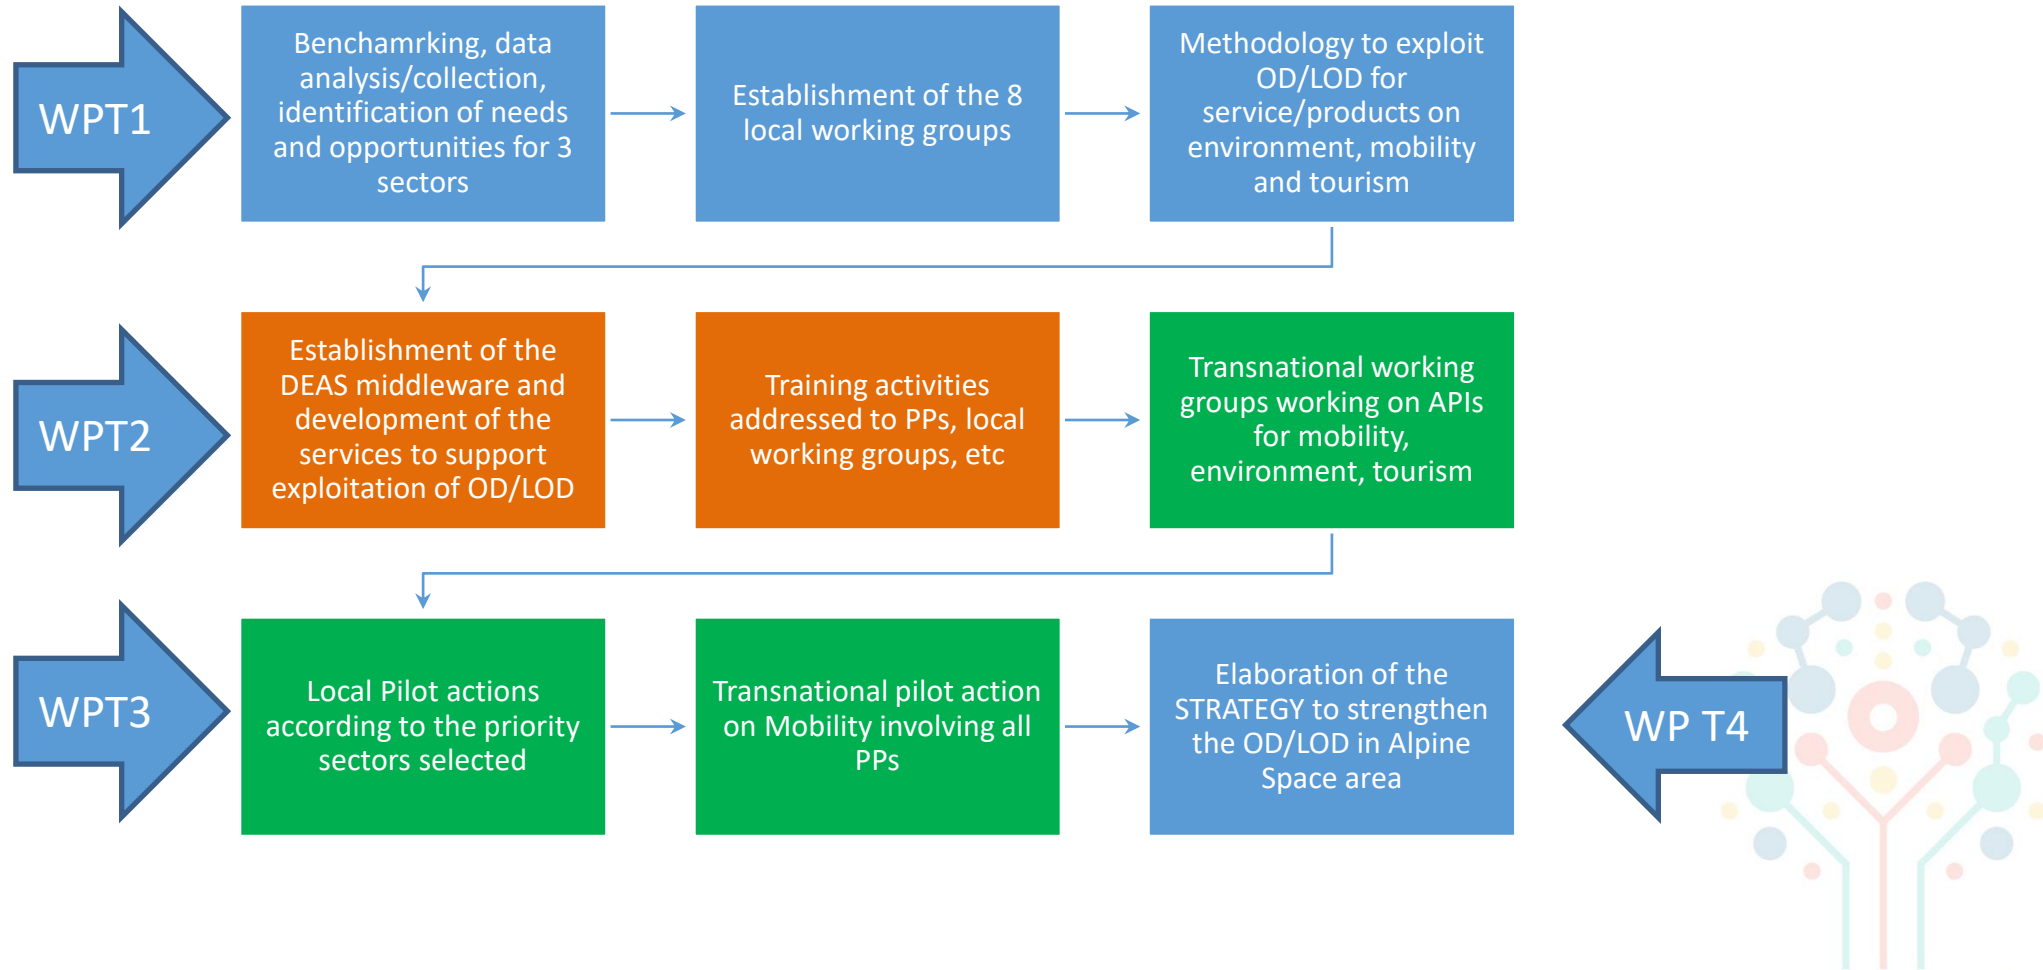 WPT1
Benchamrking, data
analysis/collection,
identification of needs
and opportunities for 3
sectors
Establishment of the 8
local working groups
Methodology to exploit
OD/LOD for
service/products on
environment, mobility
and tourism
WPT2
Establishment of the
DEAS middleware and
development of the
services to support
exploitation of OD/LOD
Training activities
addressed to PPs, local
working groups, etc
Transnational working
groups working on APIs
for mobility,
environment, tourism
WPT3
Local Pilot actions
according to the priority
sectors selected
Transnational pilot action
on Mobility involving all
PPs
Elaboration of the
STRATEGY to strengthen
the OD/LOD in Alpine
Space area
WP T4